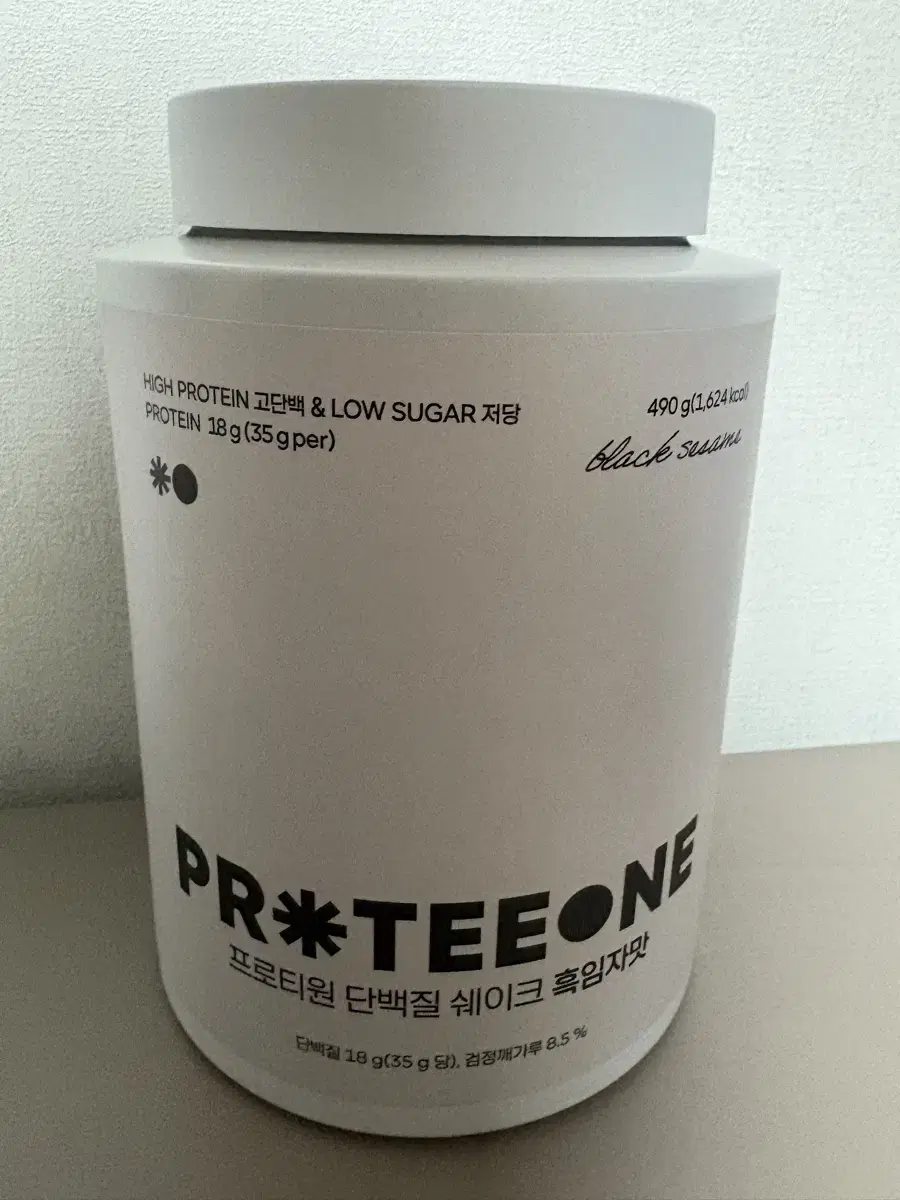 HIGH PROTEIN 고단백 & LOW SUGAR 저당
PROTEIN 18 g (35 g per)
490 g(1,624 kcal)
black sesame
PR*TEE●NE
프로티원 단백질 쉐이크 흑임자맛
단백질 18 g(35 g 당), 검정깨가루 8.5 %